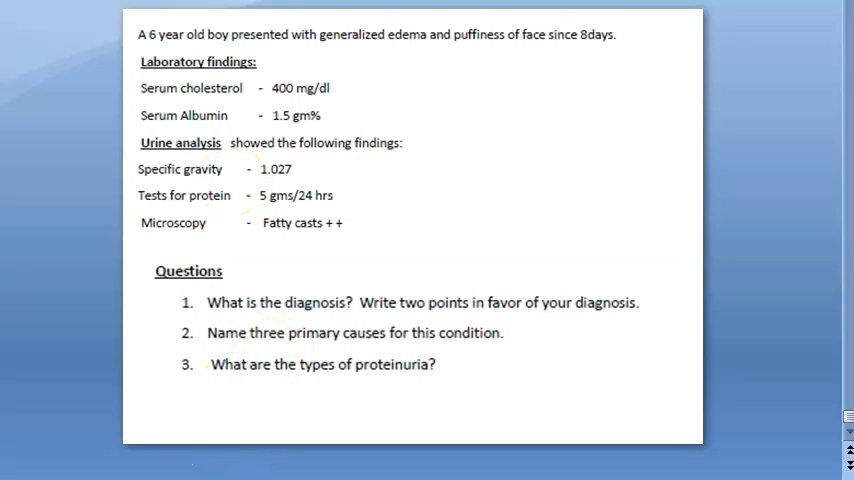 A 6 year old boy presented with generalized edema and puffiness of face since 8days.
Laboratory findings:
Serum cholesterol - 400 mg/dl
Serum Albumin - 1.5 gm%
Urine analysis showed the following findings:
Specific gravity - 1.027
Tests for protein - 5 gms/24 hrs
Microscopy - Fatty casts + +
Questions
1. What is the diagnosis? Write two points in favor of your diagnosis.
2. Name three primary causes for this condition.
3. What are the types of proteinuria?